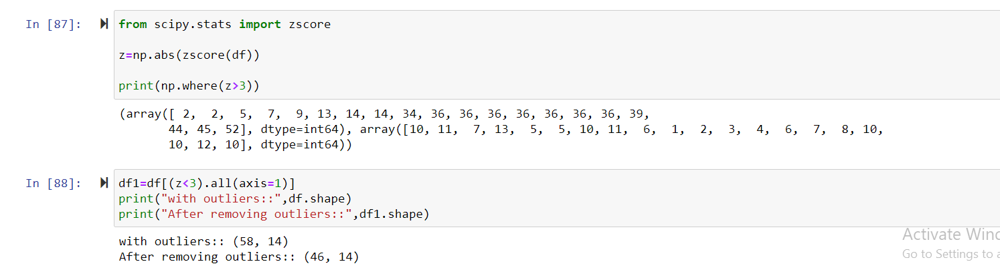 In [87]:
from scipy.stats import zscore
z=np.abs(zscore(df))
print(np.where(z>3))
(array([ 2,  2,  5,  7,  9, 13, 14, 14, 34, 36, 36, 36, 36, 36, 36, 36, 39,
       44, 45, 52], dtype=int64), array([10, 11,  7, 13,  5,  5, 10, 11,  6,  1,  2,  3,  4,  6,  7,  8, 10,
       10, 12, 10], dtype=int64))
In [88]:
df1=df[(z<3).all(axis=1)]
print("with outliers::",df.shape)
print("After removing outliers::",df1.shape)
with outliers:: (58, 14)
After removing outliers:: (46, 14)
Activate Winc
Go to Settings to a